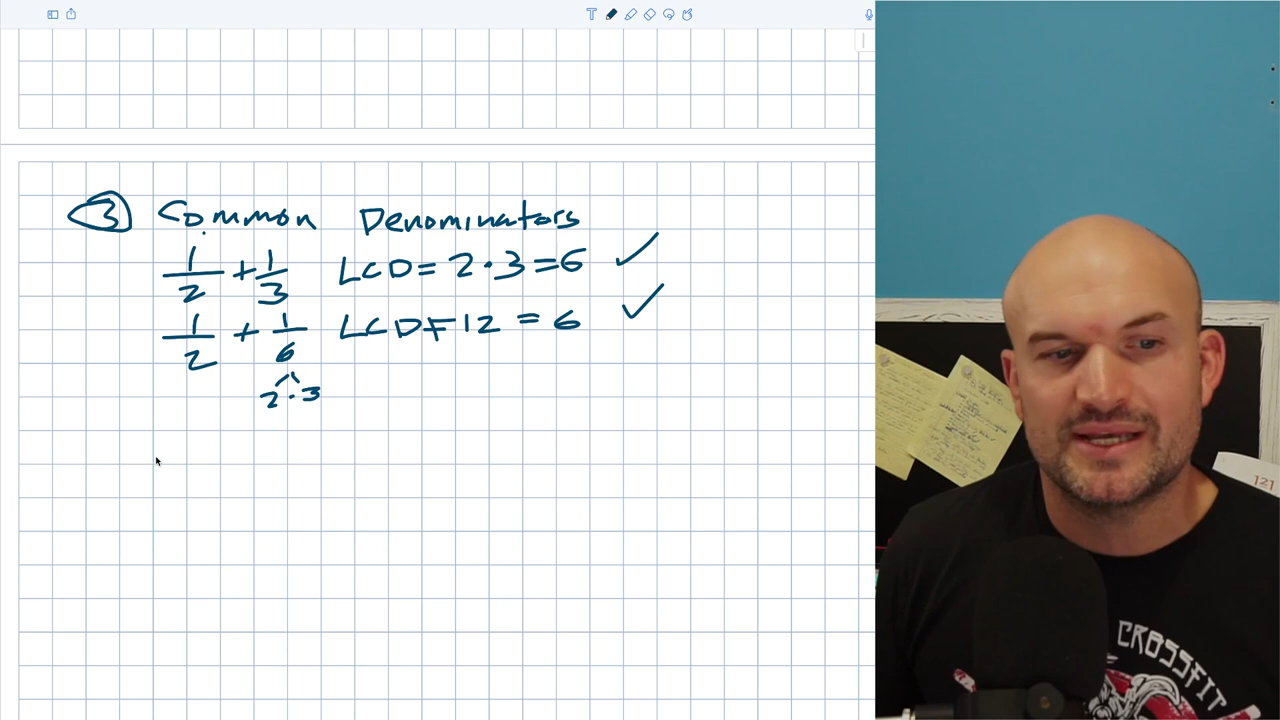 ③ Common Denominators
1/2 + 1/3 LCD = 2 · 3 = 6 ✓
1/2 + 1/6 LCD ≠ 12 = 6 ✓
2 · 3
121
CROSSFIT